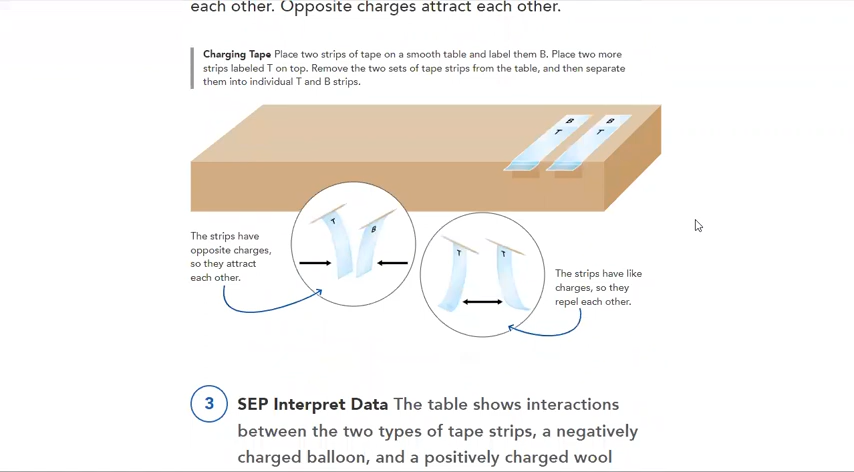 each other. Opposite charges attract each other.
Charging Tape Place two strips of tape on a smooth table and label them B. Place two more
strips labeled T on top. Remove the two sets of tape strips from the table, and then separate
them into individual T and B strips.
B B
T T
T B
The strips have
opposite charges,
so they attract
each other.
T T
The strips have like
charges, so they
repel each other.
3 SEP Interpret Data The table shows interactions
between the two types of tape strips, a negatively
charged balloon, and a positively charged wool